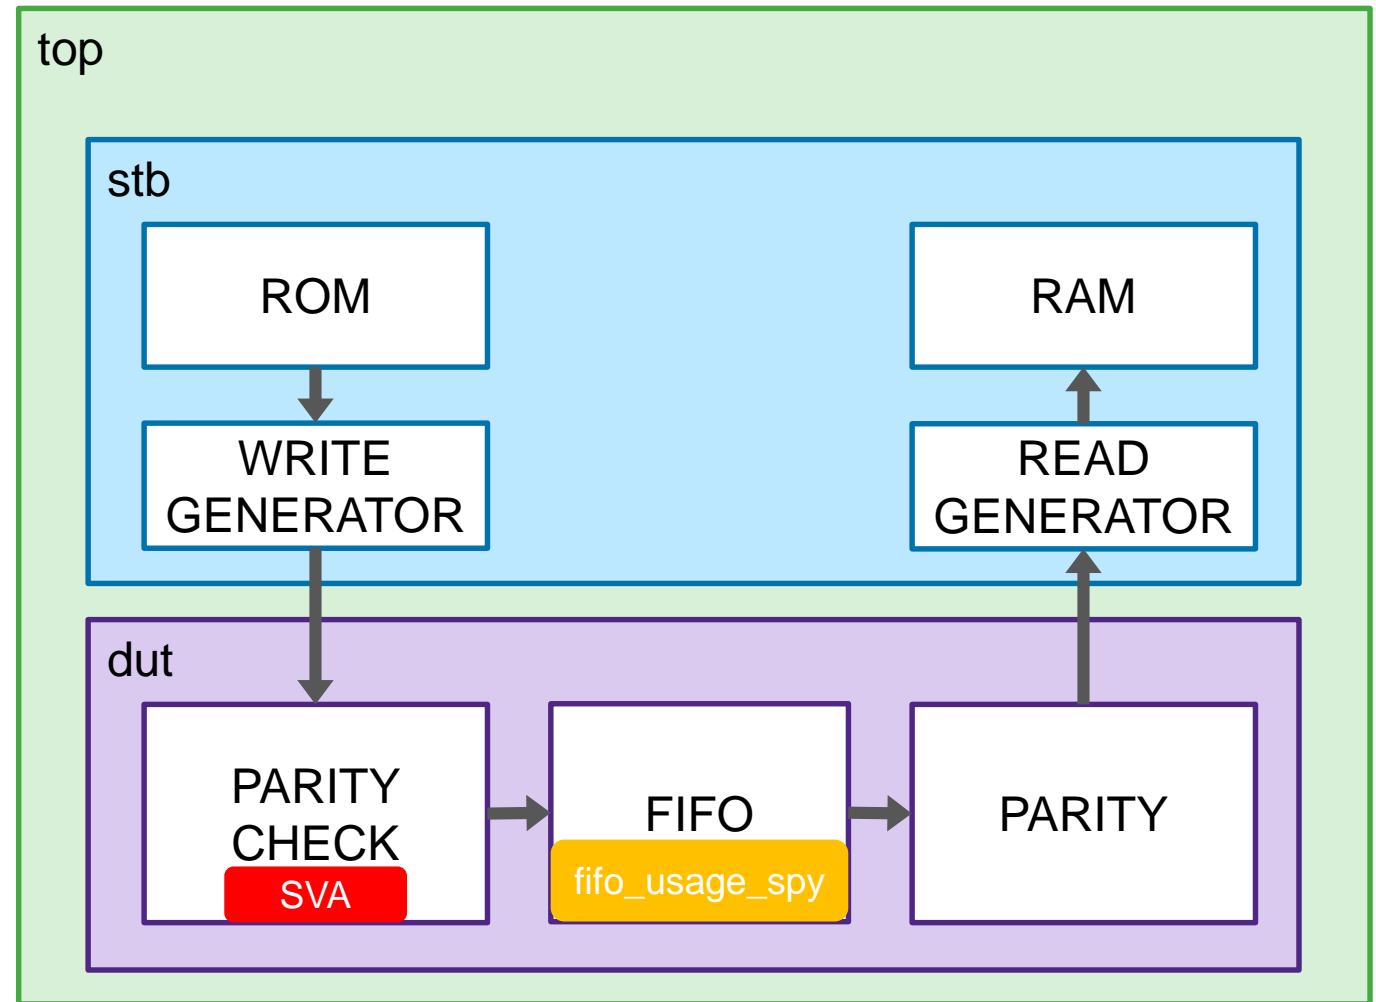 top
stb
ROM
RAM
WRITE
GENERATOR
READ
GENERATOR
dut
PARITY
CHECK
SVA
FIFO
fifo_usage_spy
PARITY